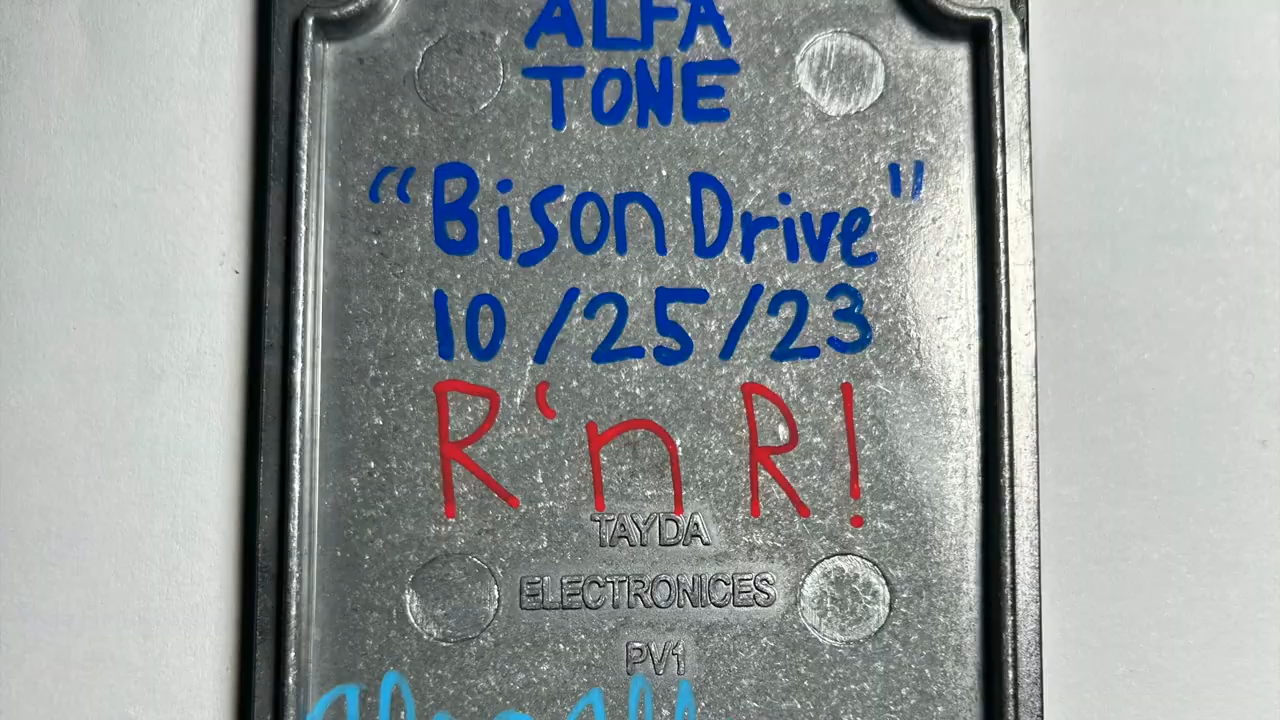 ALFA
TONE
"Bison Drive"
10/25/23
R'n R!
TAYDA
ELECTRONICES
PV1